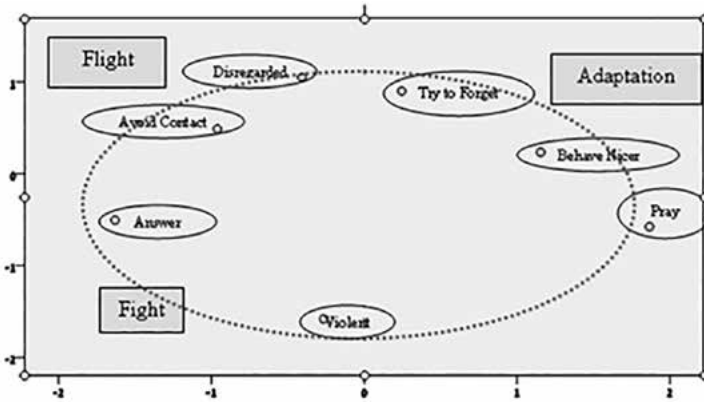 Flight
Disregarded
Adaptation
1
Try to Forget
Avoid Contact
Behave Nicer
0
Pray
Answer
-1
Fight
Violent
-2
-2
-1
0
1
2